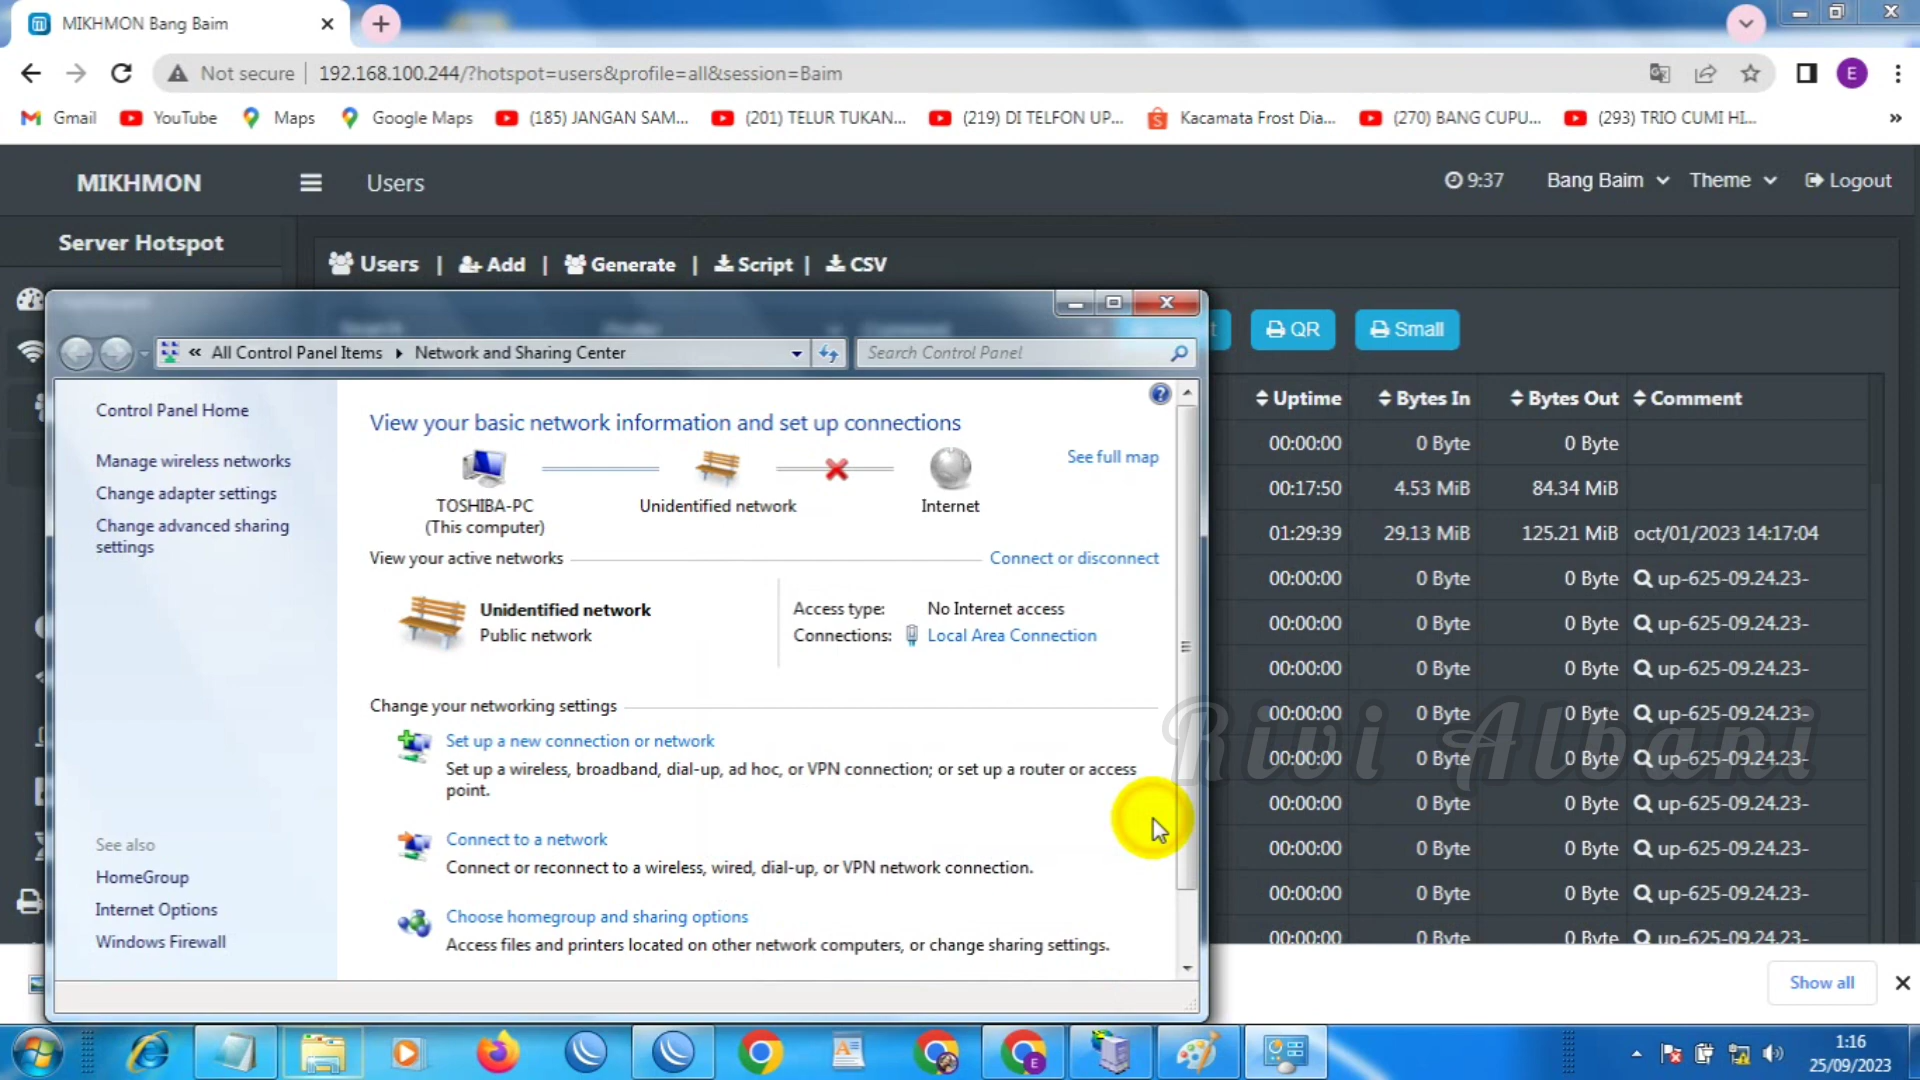 MIKHMON Bang Baim
Not secure 192.168.100.244/?hotspot=users&profile=all&session=Baim
E
Gmail YouTube Maps Google Maps (185) JANGAN SAM... (201) TELUR TUKAN... (219) DI TELFON UP... Kacamata Frost Dia... (270) BANG CUPU... (293) TRIO CUMI HI... »
MIKHMON Users 9:37 Bang Baim Theme Logout
Server Hotspot
Users | Add | Generate | Script | CSV
QR Small
« All Control Panel Items Network and Sharing Center Search Control Panel
Control Panel Home
Manage wireless networks
Change adapter settings
Change advanced sharing
settings
See also
HomeGroup
Internet Options
Windows Firewall
View your basic network information and set up connections
See full map
TOSHIBA-PC
(This computer)
Unidentified network
Internet
View your active networks Connect or disconnect
Unidentified network
Public network
Access type: No Internet access
Connections: Local Area Connection
Change your networking settings
Set up a new connection or network
Set up a wireless, broadband, dial-up, ad hoc, or VPN connection; or set up a router or access
point.
Connect to a network
Connect or reconnect to a wireless, wired, dial-up, or VPN network connection.
Choose homegroup and sharing options
Access files and printers located on other network computers, or change sharing settings.
Uptime Bytes In Bytes Out Comment
00:00:00 0 Byte 0 Byte
00:17:50 4.53 MiB 84.34 MiB
01:29:39 29.13 MiB 125.21 MiB oct/01/2023 14:17:04
00:00:00 0 Byte 0 Byte up-625-09.24.23-
00:00:00 0 Byte 0 Byte up-625-09.24.23-
00:00:00 0 Byte 0 Byte up-625-09.24.23-
00:00:00 0 Byte 0 Byte up-625-09.24.23-
00:00:00 0 Byte 0 Byte up-625-09.24.23-
00:00:00 0 Byte 0 Byte up-625-09.24.23-
00:00:00 0 Byte 0 Byte up-625-09.24.23-
00:00:00 0 Byte 0 Byte up-625-09.24.23-
00:00:00 0 Byte 0 Byte up-625-09.24.23-
Rivi Albani
Show all
1:16
25/09/2023